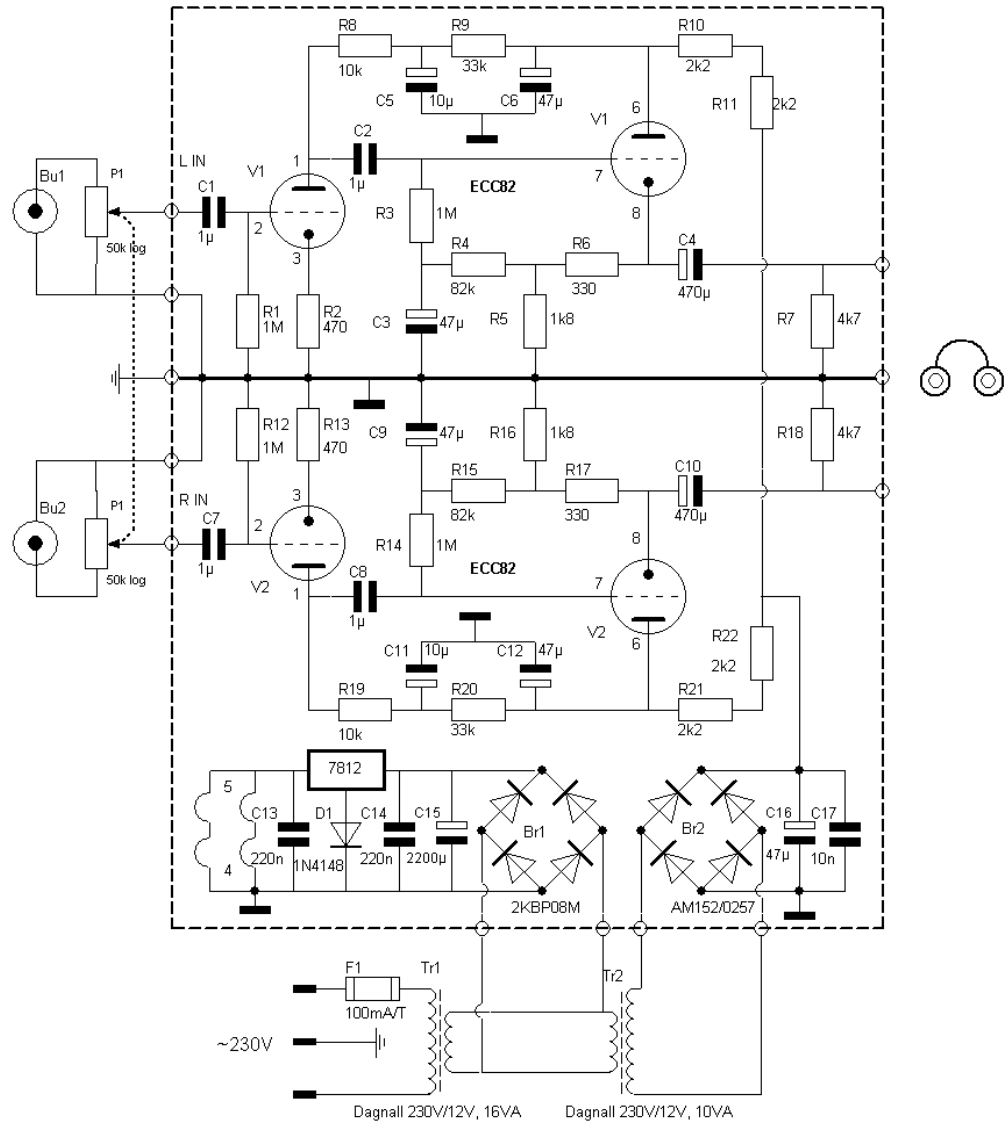 R8
R9
R10
10k
33k
2k2
C5
10µ
C6
47µ
R11
2k2
V1
6
7
8
C2
1µ
ECC82
L IN
V1
1
2
3
Bu1
P1
50k log
C1
1µ
R3
1M
R4
82k
R6
330
C4
470µ
R1
1M
R2
470
C3
47µ
R5
1k8
R7
4k7
R12
1M
R13
470
C9
47µ
R16
1k8
R18
4k7
R15
82k
R17
330
C10
470µ
Bu2
P1
50k log
R IN
C7
1µ
2
3
1
V2
R14
1M
ECC82
C8
1µ
8
7
6
V2
C11
10µ
C12
47µ
R22
2k2
R19
10k
R20
33k
R21
2k2
7812
5
4
C13
220n
D1
1N4148
C14
220n
C15
2200µ
Br1
2KBP08M
Br2
AM152/0257
C16
47µ
C17
10n
F1
100mA/T
Tr1
Tr2
~230V
Dagnall 230V/12V, 16VA
Dagnall 230V/12V, 10VA